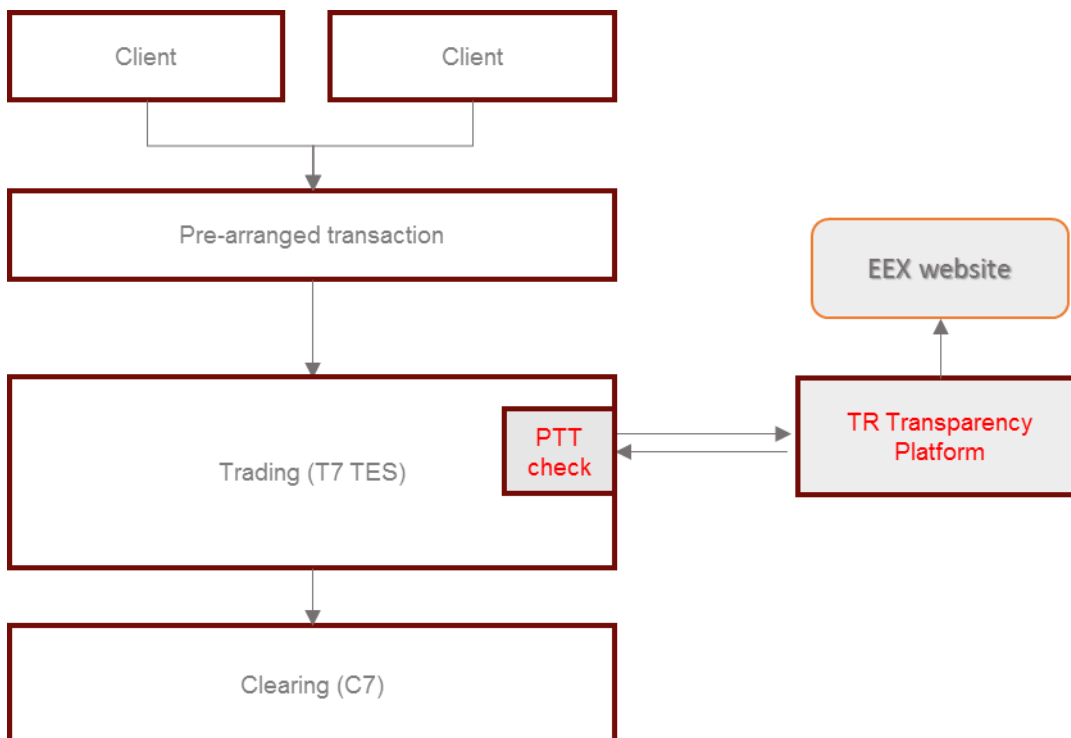 Client
Client
Pre-arranged transaction
EEX website
Trading (T7 TES)
PTT
check
TR Transparency
Platform
Clearing (C7)